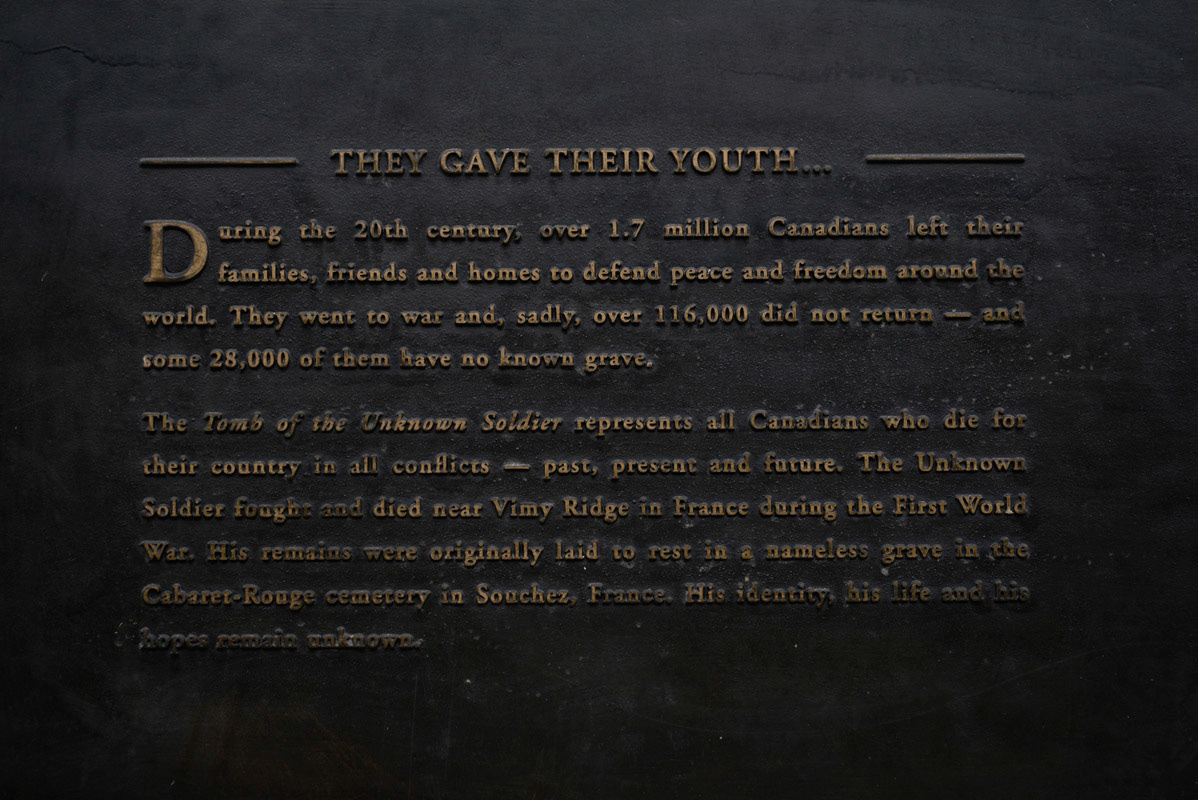 THEY GAVE THEIR YOUTH...
During the 20th century, over 1.7 million Canadians left their
families, friends and homes to defend peace and freedom around the
world. They went to war and, sadly, over 116,000 did not return — and
some 28,000 of them have no known grave.
The Tomb of the Unknown Soldier represents all Canadians who die for
their country in all conflicts — past, present and future. The Unknown
Soldier fought and died near Vimy Ridge in France during the First World
War. His remains were originally laid to rest in a nameless grave in the
Cabaret-Rouge cemetery in Souchez, France. His identity, his life and his
hopes remain unknown.